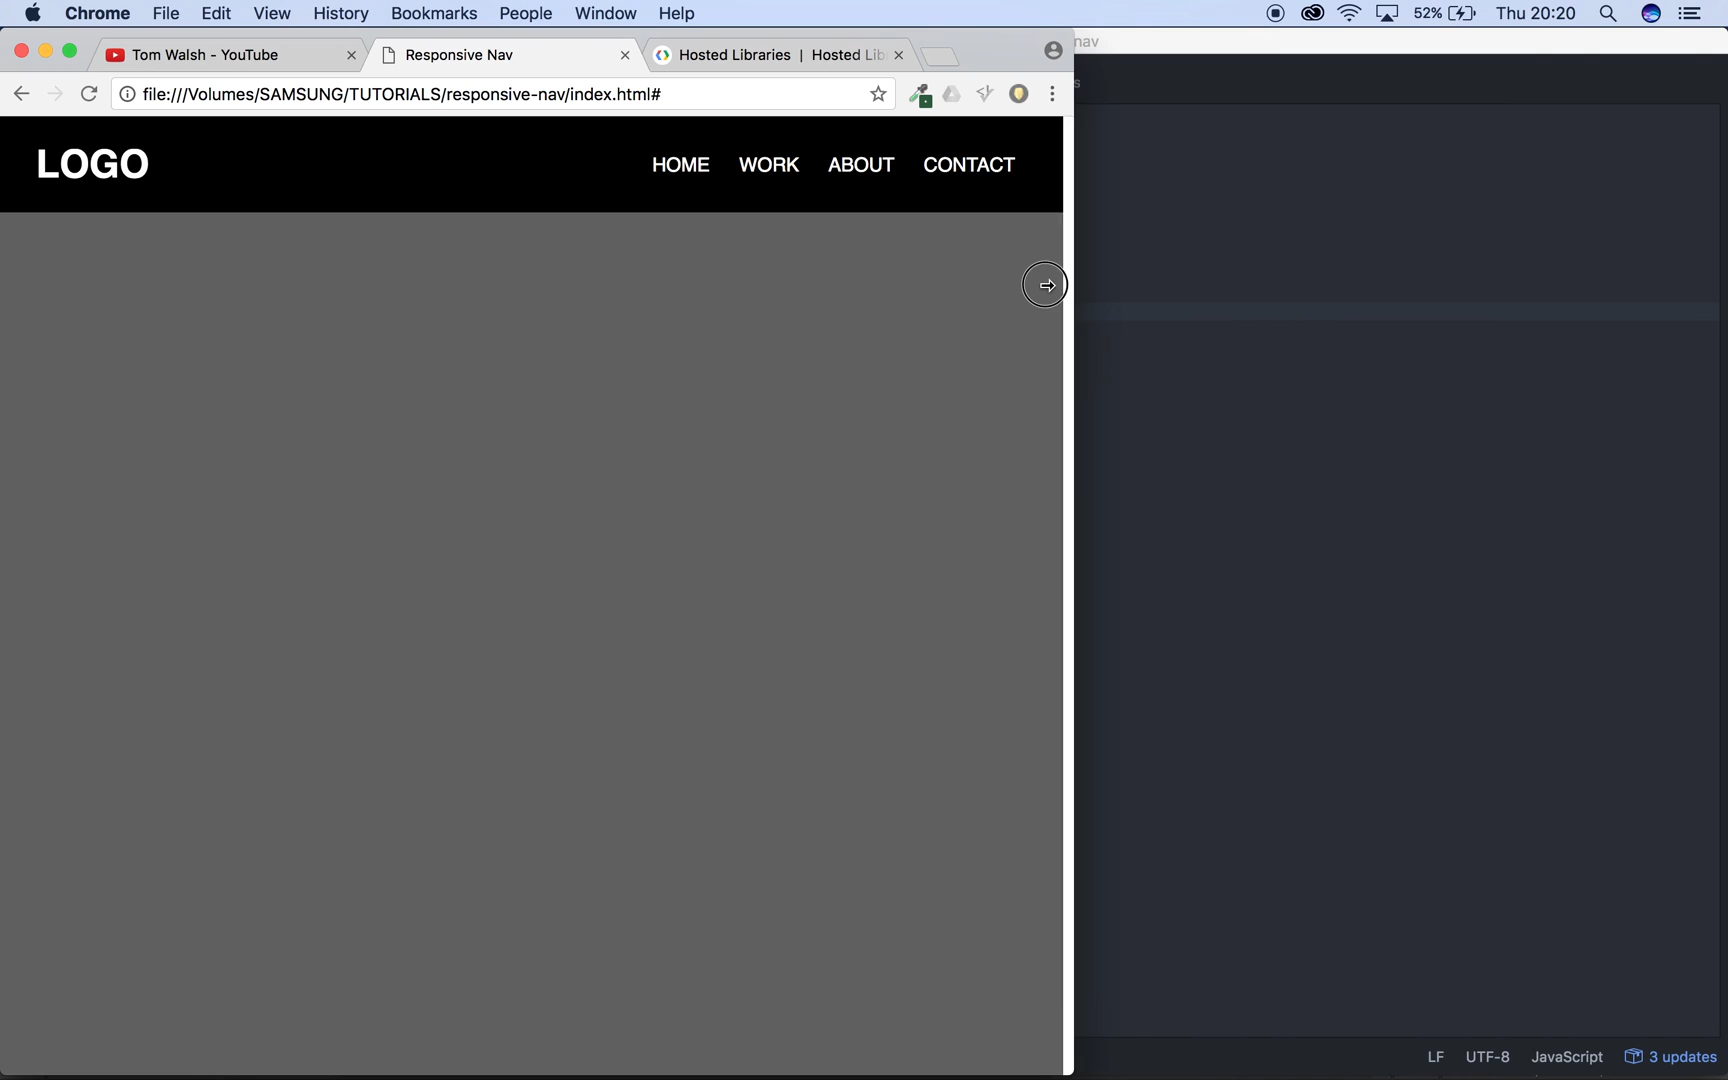 Chrome File Edit View History Bookmarks People Window Help 52% Thu 20:20
Tom Walsh - YouTube Responsive Nav Hosted Libraries | Hosted Lib nav
file:///Volumes/SAMSUNG/TUTORIALS/responsive-nav/index.html# s
LOGO HOME WORK ABOUT CONTACT
LF UTF-8 JavaScript 3 updates